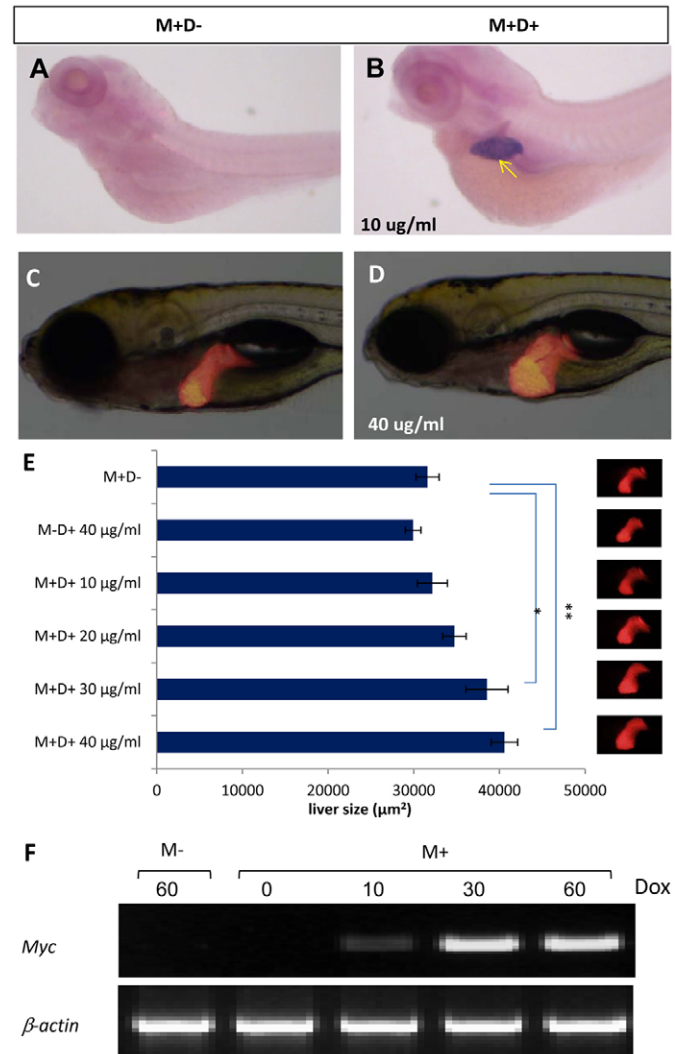 M+D- M+D+
A B
10 ug/ml
C D
40 ug/ml
E
M+D-
M-D+ 40 µg/ml
M+D+ 10 µg/ml
M+D+ 20 µg/ml
M+D+ 30 µg/ml
M+D+ 40 µg/ml
* **
0 10000 20000 30000 40000 50000
liver size (µm²)
F
M- M+
60 0 10 30 60 Dox
Myc
β-actin